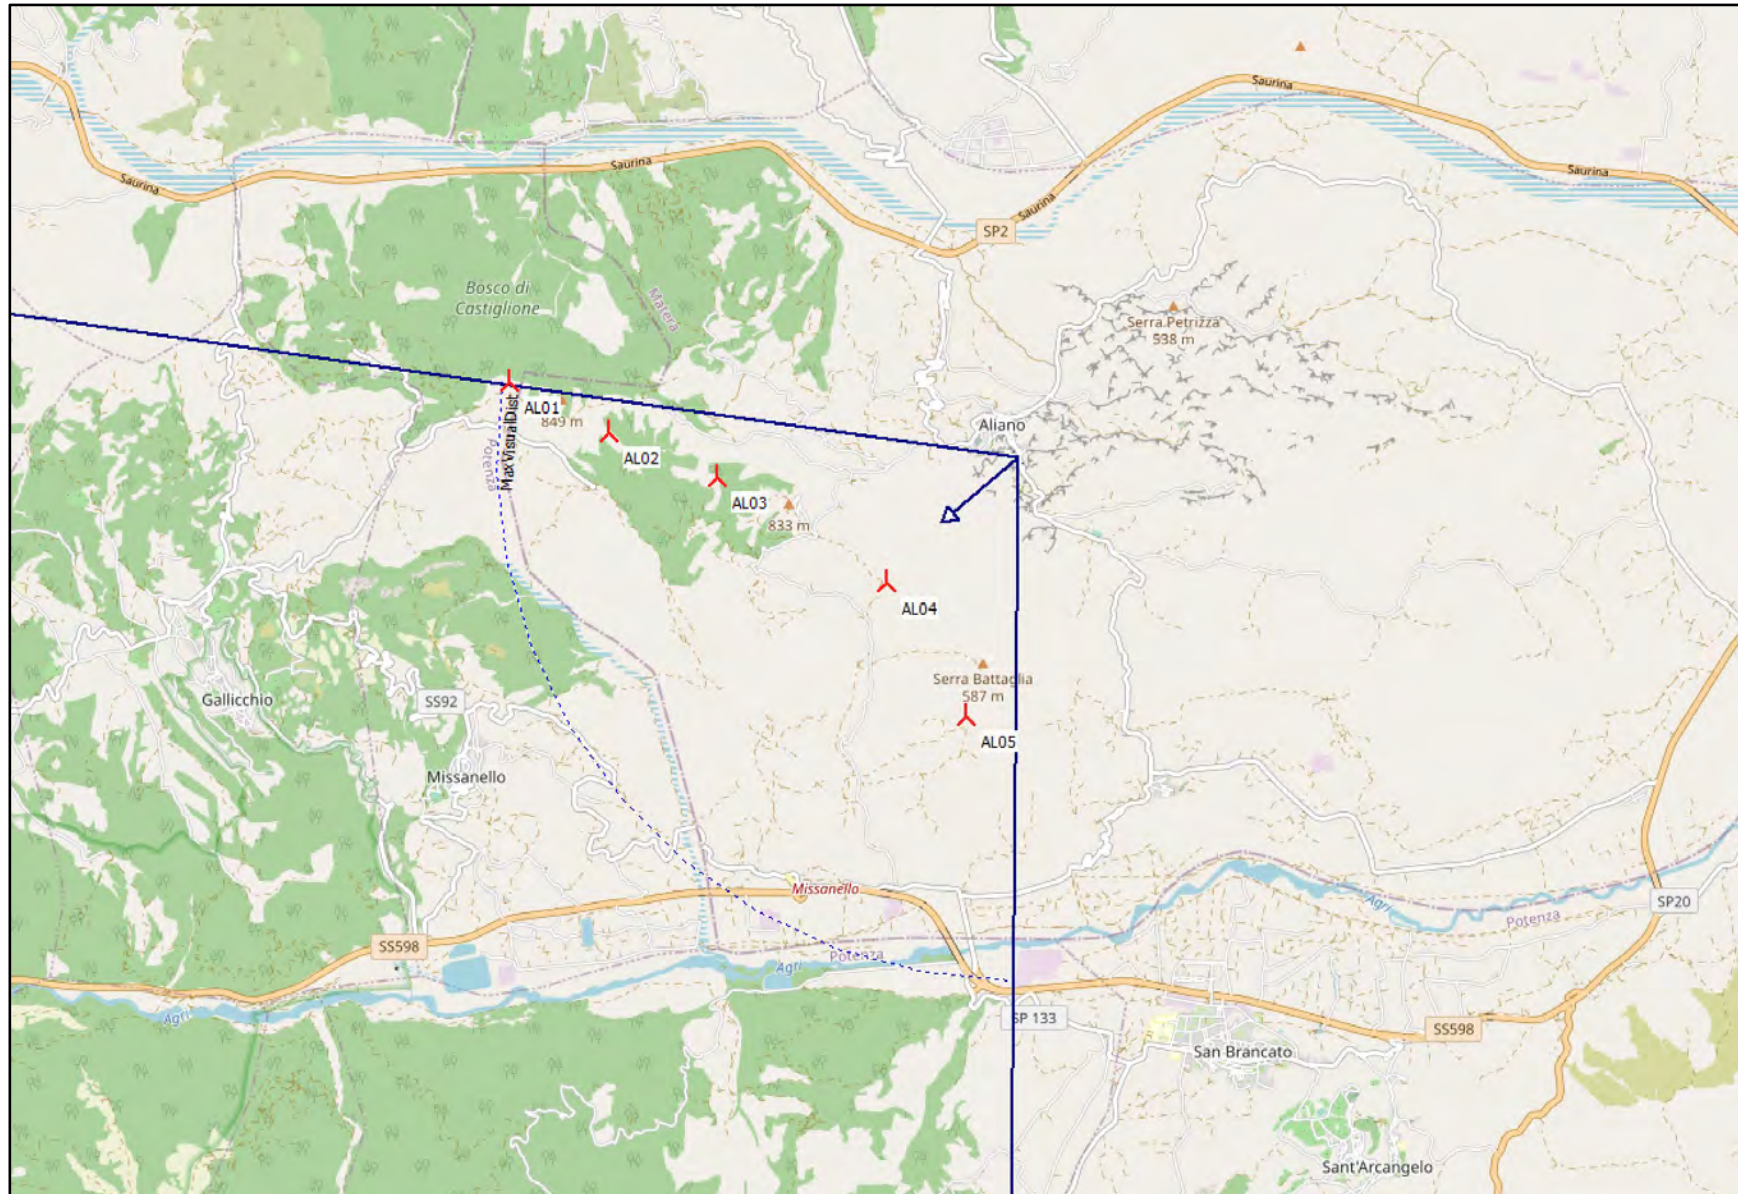 Saurina
Saurina
Saurina
Saurina
Saurina
SP2
Bosco di
Castiglione
Matera
Serra Petrizza
538 m
AL01
849 m
MaxVisualDist
Potenza
Aliano
AL02
AL03
833 m
AL04
Serra Battaglia
587 m
AL05
Gallicchio
SS92
Missanello
Missanello
SS598
Potenza
Agri
Agri
Agri
Potenza
SP20
SP 133
SS598
San Brancato
Sant'Arcangelo